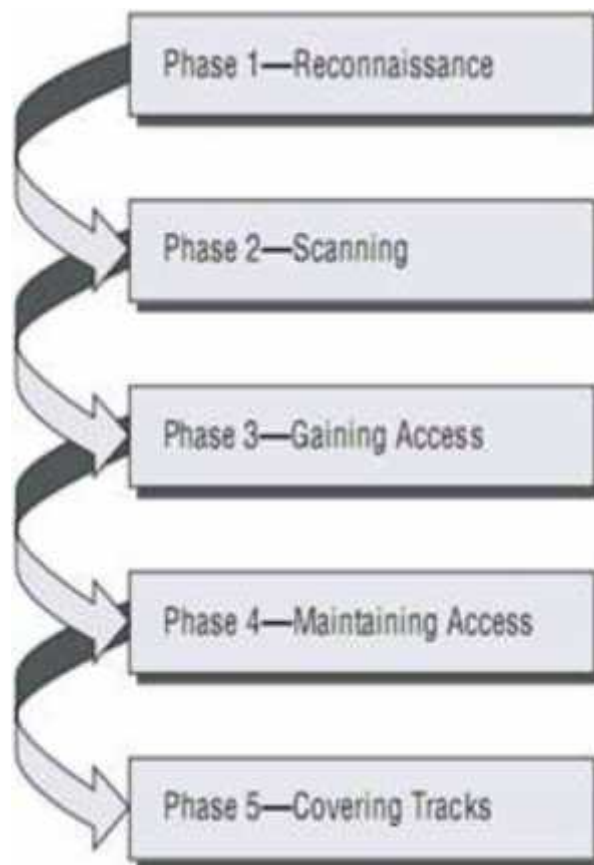 Phase 1—Reconnaissance
Phase 2—Scanning
Phase 3—Gaining Access
Phase 4—Maintaining Access
Phase 5—Covering Tracks